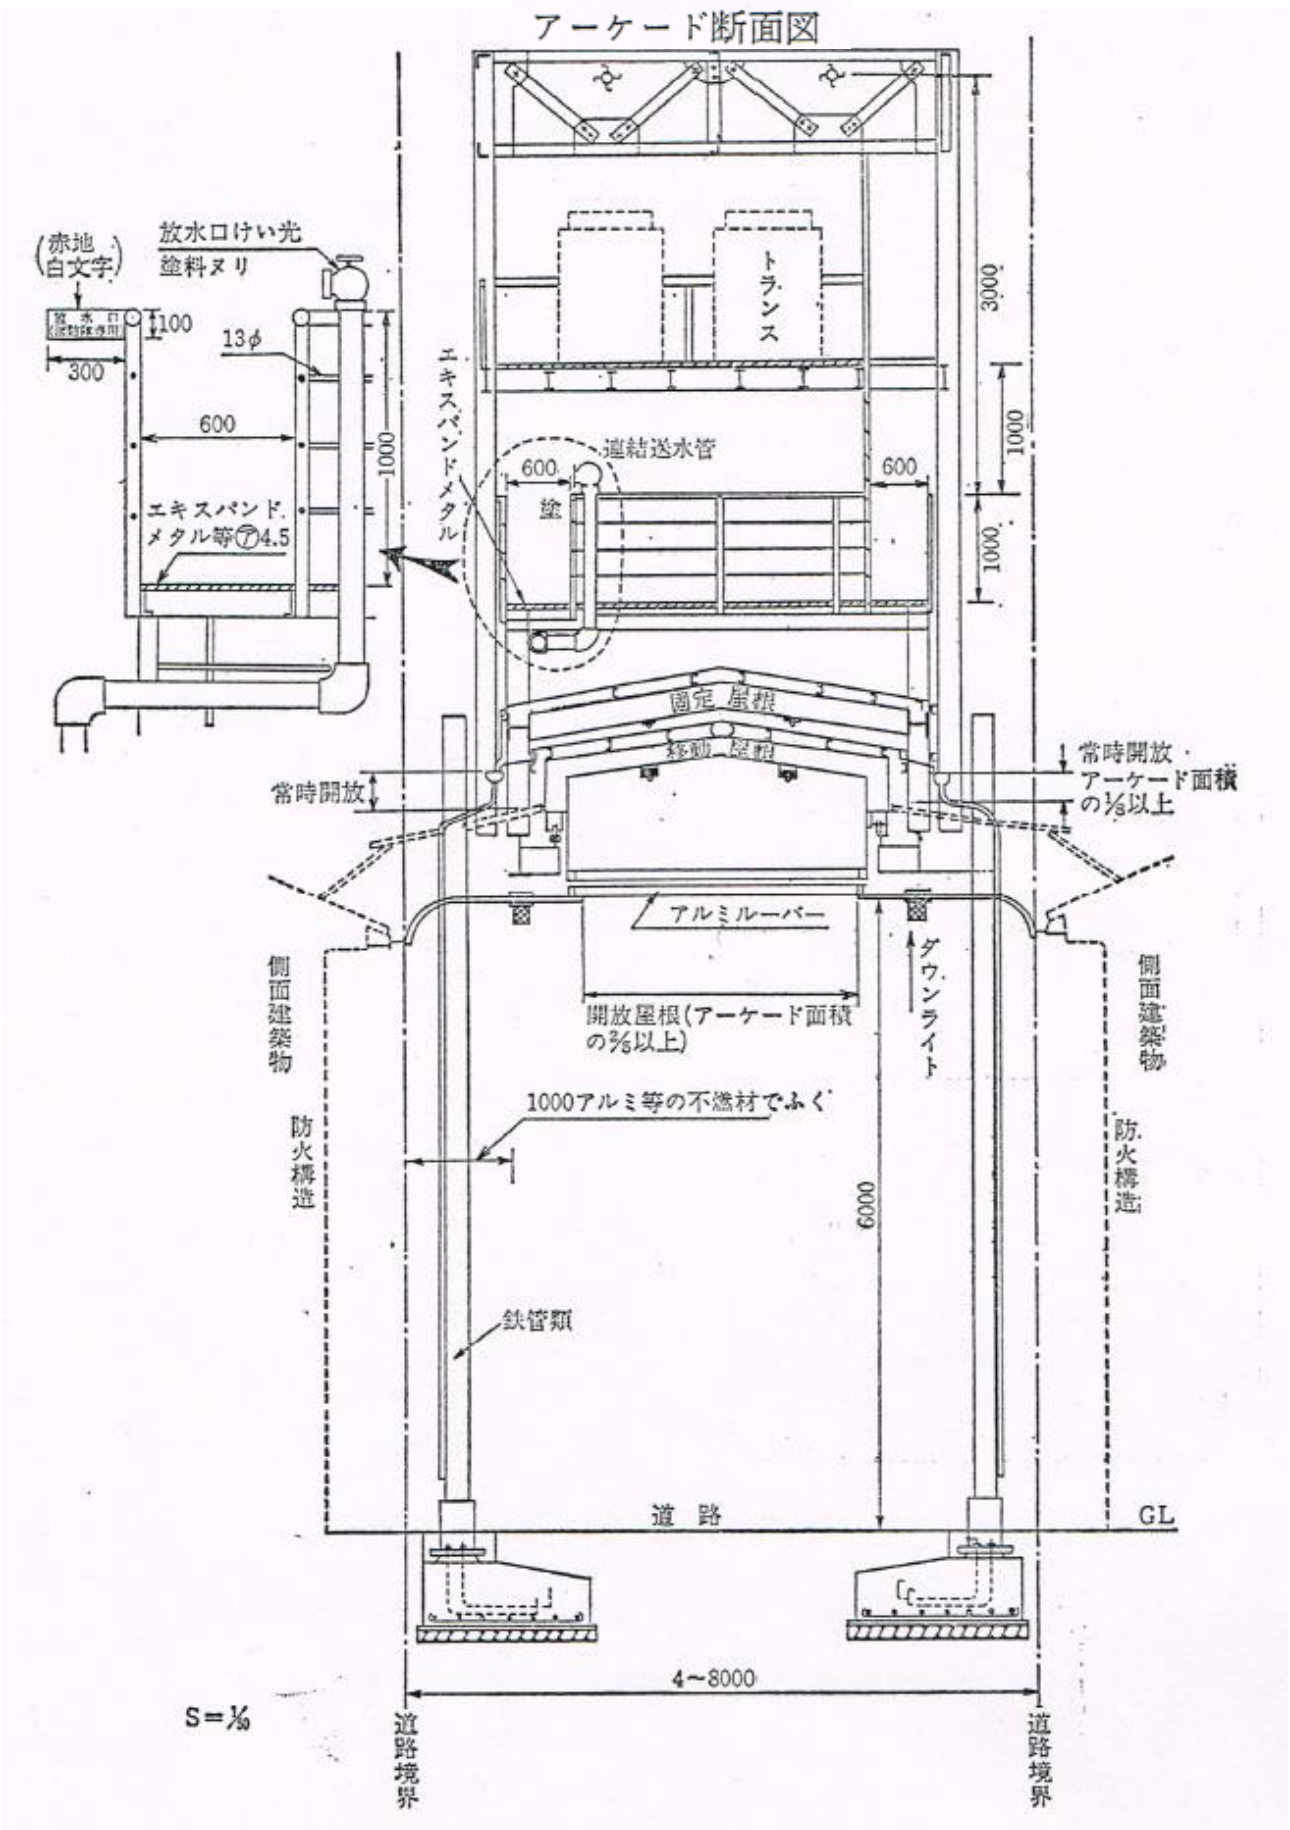 アーケード断面図
(赤地
白文字)
放水口けい光
塗料ヌリ
放水口
100
300
13φ
600
1000
エキスパンド
メタル等㋐4.5
エキスパンドメタル
600
連結送水管
塗
トランス
600
3000
1000
1000
固定屋根
移動屋根
常時開放
常時開放
アーケード面積
の⅛以上
アルミルーバー
ダウンライト
開放屋根(アーケード面積
の⅖以上)
側面建築物
側面建築物
防火構造
防火構造
1000アルミ等の不燃材でふく
6000
鉄管類
道路
GL
4〜8000
S=1/50
道路境界
道路境界